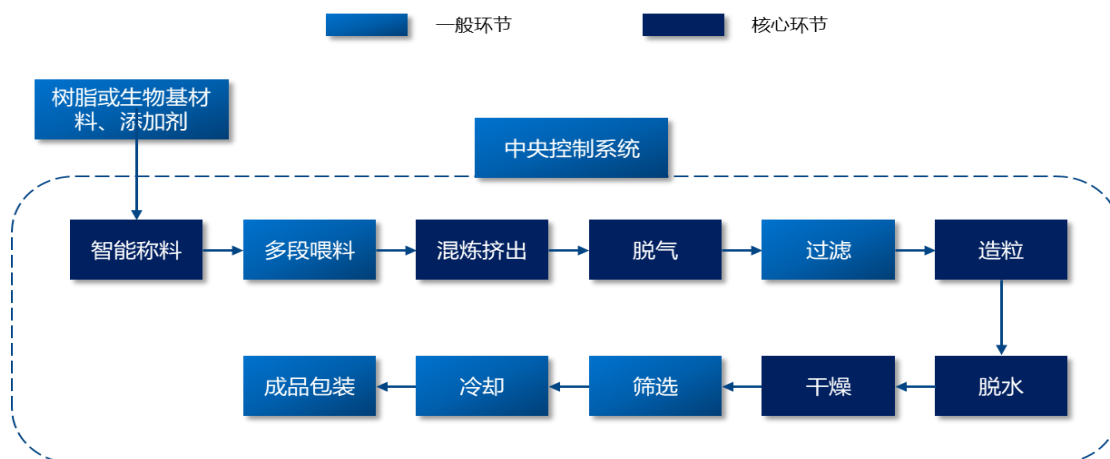 一般环节
核心环节
树脂或生物基材
料、添加剂
中央控制系统
智能称料
多段喂料
混炼挤出
脱气
过滤
造粒
成品包装
冷却
筛选
干燥
脱水